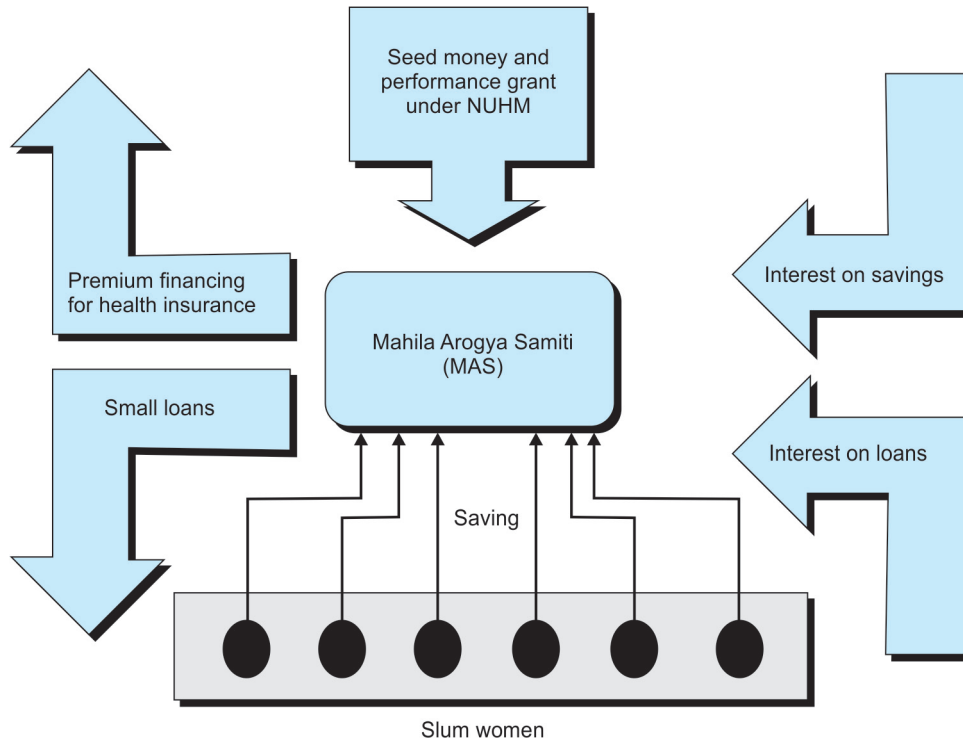 Seed money and
performance grant
under NUHM
Premium financing
for health insurance
Interest on savings
Mahila Arogya Samiti
(MAS)
Small loans
Interest on loans
Saving
Slum women